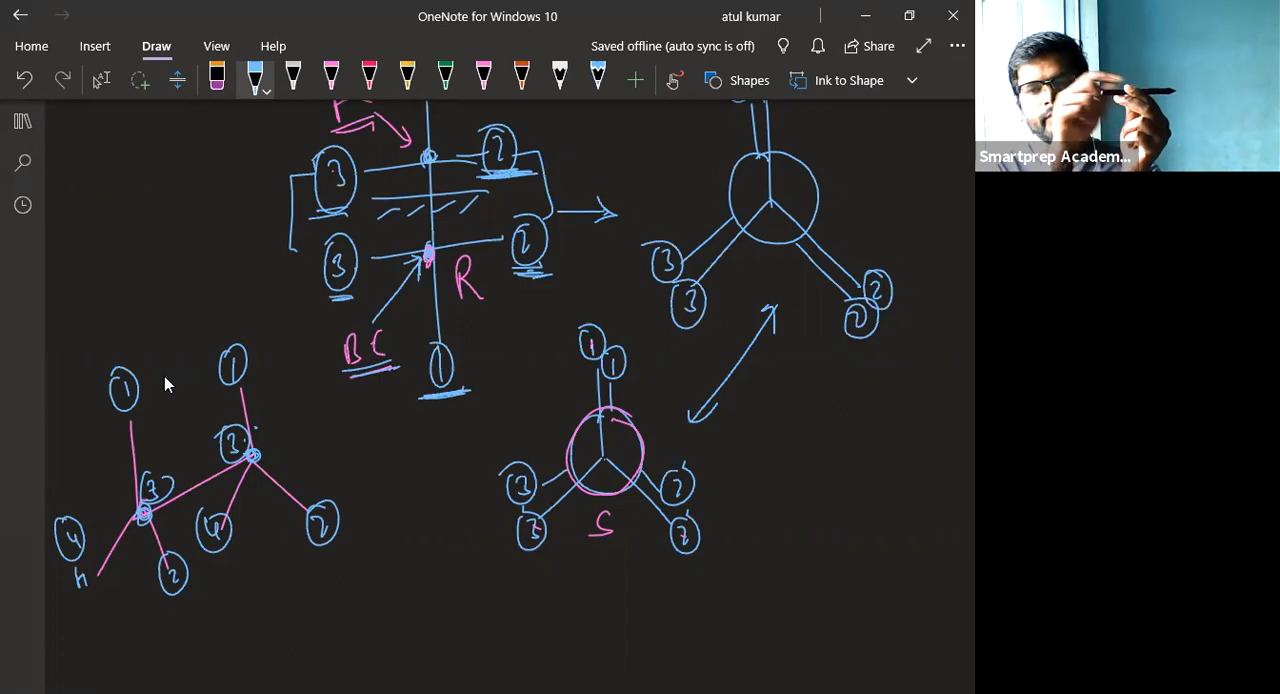 OneNote for Windows 10
atul kumar
Home
Insert
Draw
View
Help
Saved offline (auto sync is off)
Share
Shapes
Ink to Shape
Smartprep Academ...
3
2
3
2
R
BC
1
3
3
2
2
1
1
3
3
2
2
S
1
1
3
3
4
4
2
2